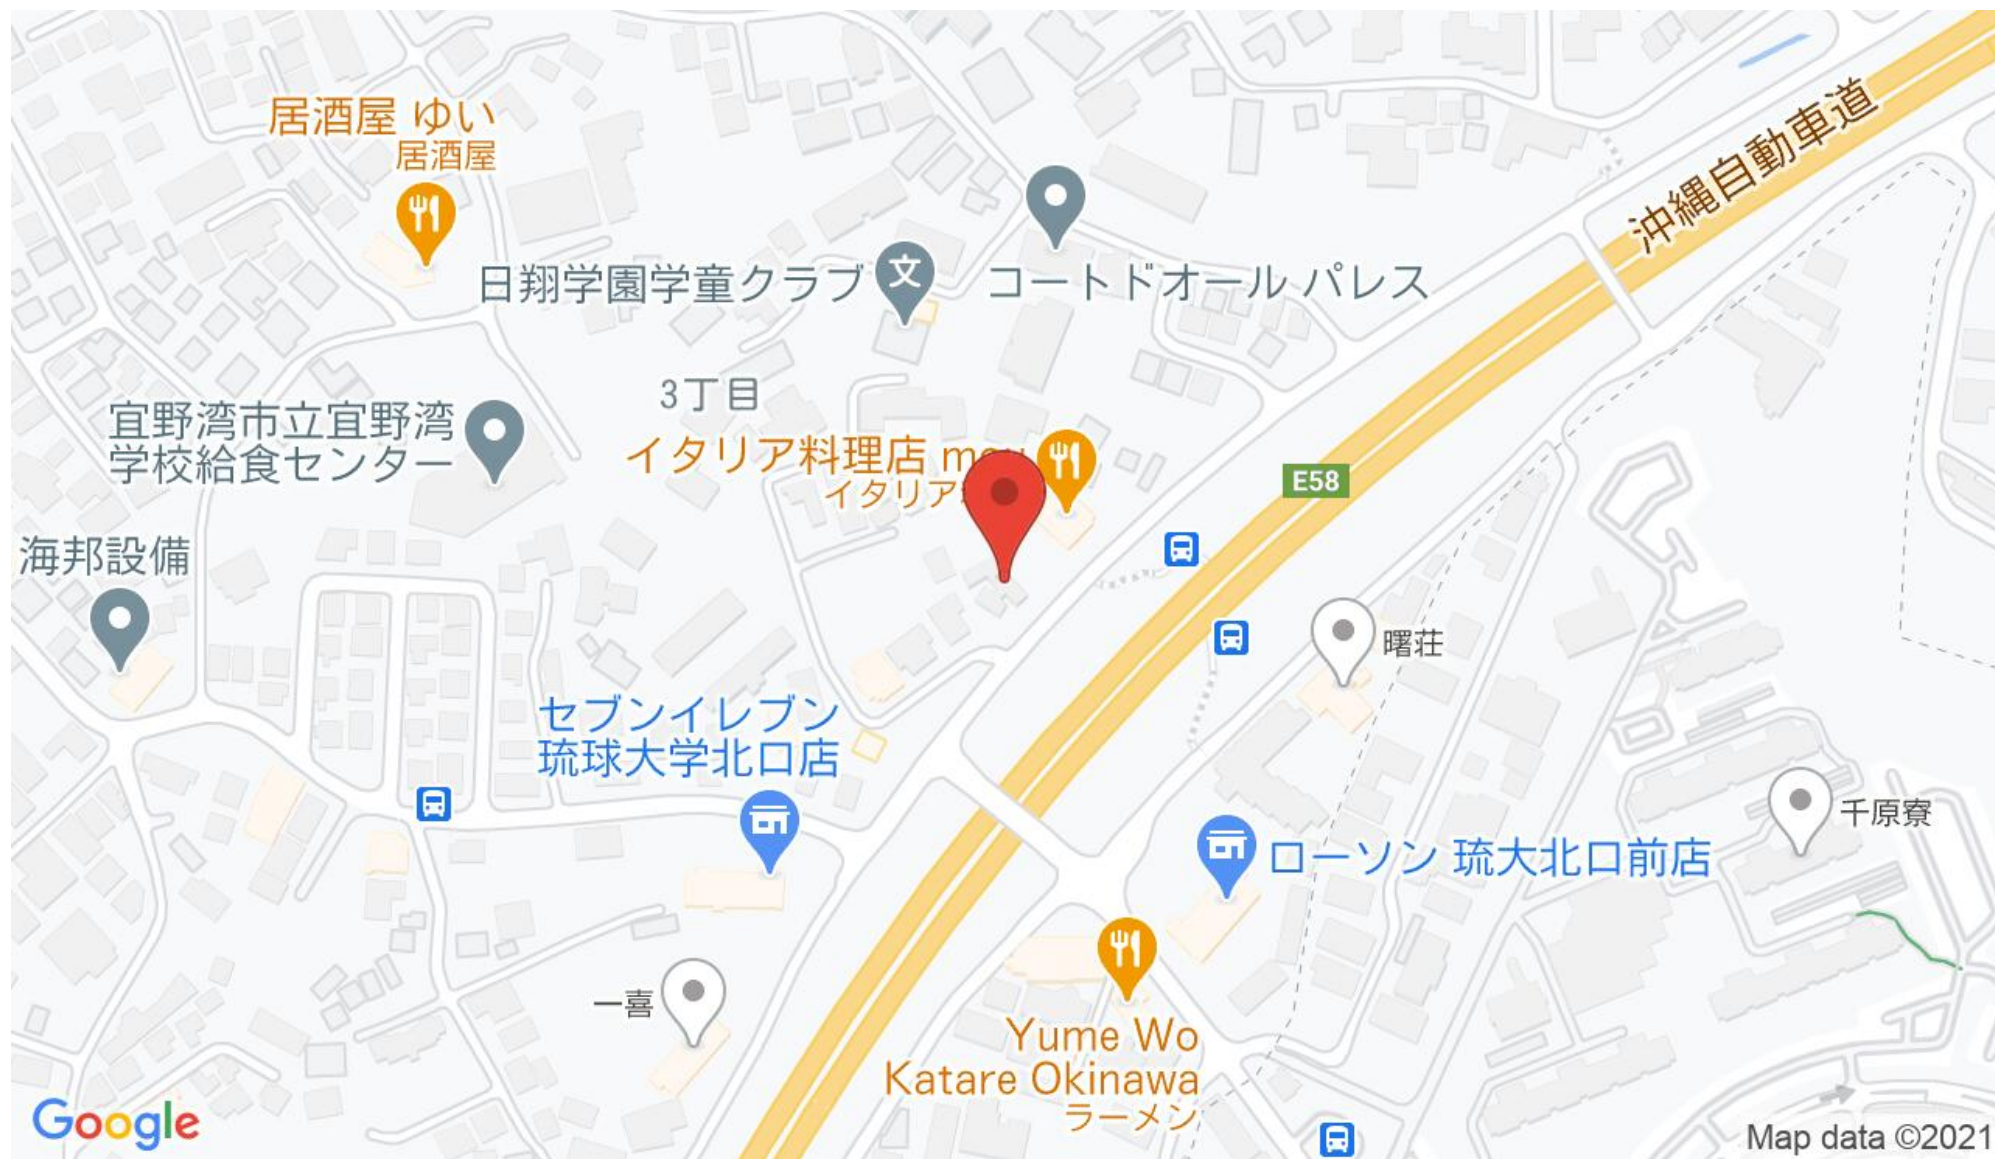 沖縄自動車道
居酒屋 ゆい
居酒屋
日翔学園学童クラブ
文
コートドオール パレス
3丁目
宜野湾市立宜野湾
学校給食センター
イタリア料理店
イタリア
E58
海邦設備
曙荘
セブンイレブン
琉球大学北口店
千原寮
ローソン 琉大北口前店
一喜
Yume Wo
Katare Okinawa
ラーメン
Google
Map data ©2021